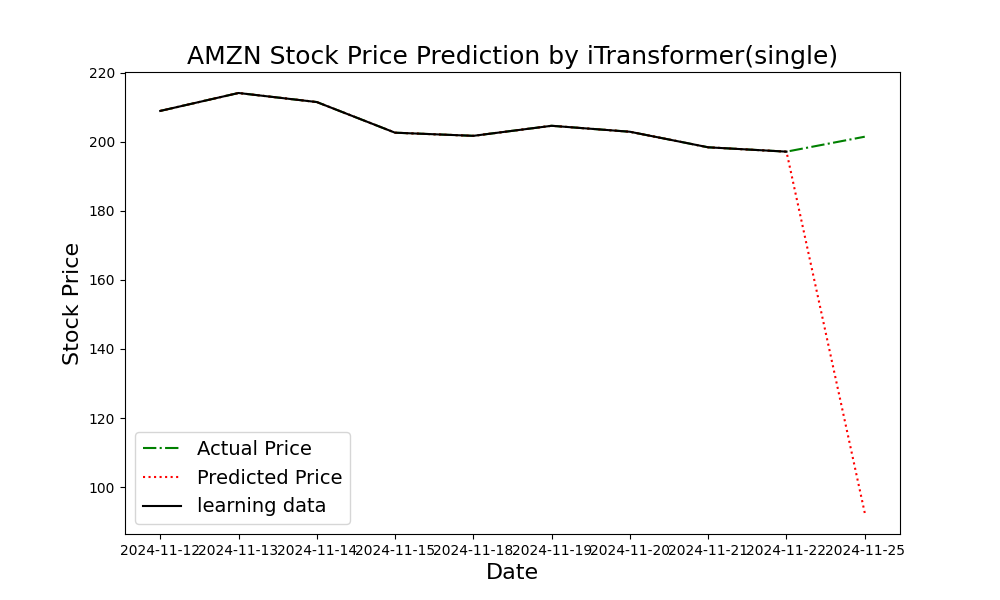 AMZN Stock Price Prediction by iTransformer(single)
220
200
180
160
140
120
100
Stock Price
Actual Price
Predicted Price
learning data
2024-11-12 2024-11-13 2024-11-14 2024-11-15 2024-11-18 2024-11-19 2024-11-20 2024-11-21 2024-11-22 2024-11-25
Date